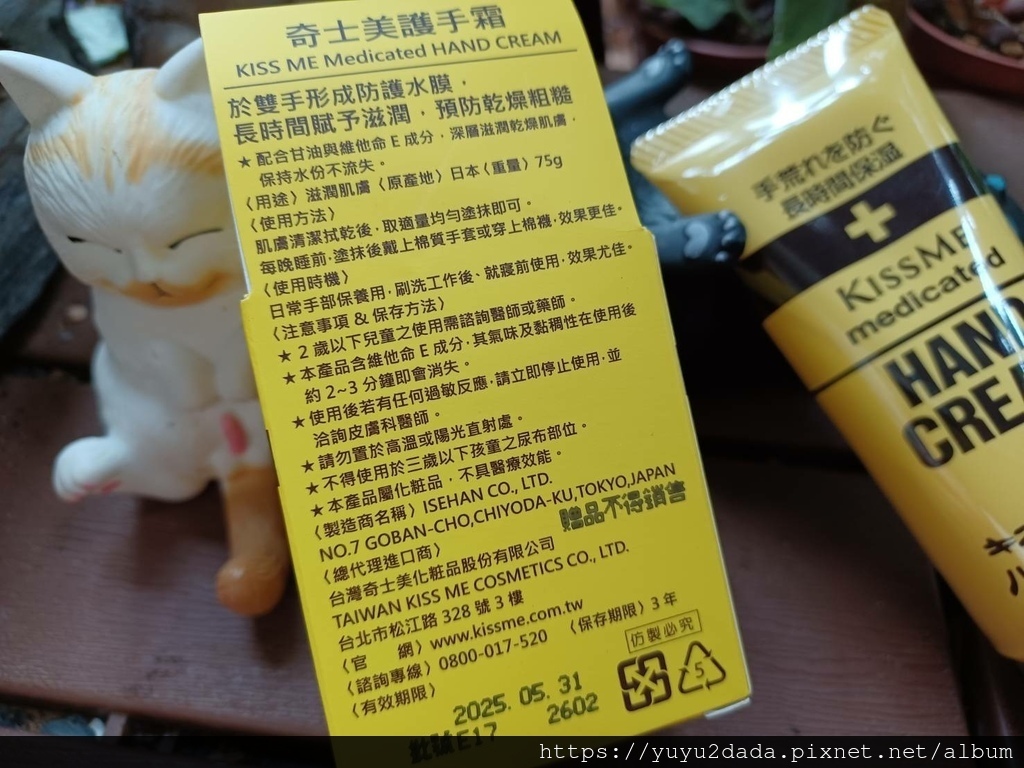 奇士美護手霜
KISS ME Medicated HAND CREAM
於雙手形成防護水膜，
長時間賦予滋潤，預防乾燥粗糙
★配合甘油與維他命E成分，深層滋潤乾燥肌膚，
保持水份不流失。
〈用途〉滋潤肌膚〈原產地〉日本〈重量〉75g
〈使用方法〉
肌膚清潔拭乾後，取適量均勻塗抹即可。
每晚睡前，塗抹後戴上棉質手套或穿上棉襪，效果更佳。
〈使用時機〉
日常手部保養用，刷洗工作後、就寢前使用，效果尤佳。
〈注意事項 & 保存方法〉
★2歲以下兒童之使用需諮詢醫師或藥師。
★本產品含維他命E成分，其氣味及黏稠性在使用後
約2~3分鐘即會消失。
★使用後若有任何過敏反應，請立即停止使用，並
洽詢皮膚科醫師。
★請勿置於高溫或陽光直射處。
★不得使用於三歲以下孩童之尿布部位。
★本產品屬化粧品，不具醫療效能。
〈製造商名稱〉ISEHAN CO., LTD.
NO.7 GOBAN-CHO,CHIYODA-KU,TOKYO,JAPAN
〈總代理進口商〉
贈品不得銷售
台灣奇士美化粧品股份有限公司
TAIWAN KISS ME COSMETICS CO., LTD.
台北市松江路328號3樓
〈官 網〉www.kissme.com.tw
〈諮詢專線〉0800-017-520 〈保存期限〉3年
〈有效期限〉
仿製必究
5
2025. 05. 31
批號E17 2602
手荒れを防ぐ
長時間保湿
KISSME
medicated
HAND
CREA
https://yuyu2dada.pixnet.net/album